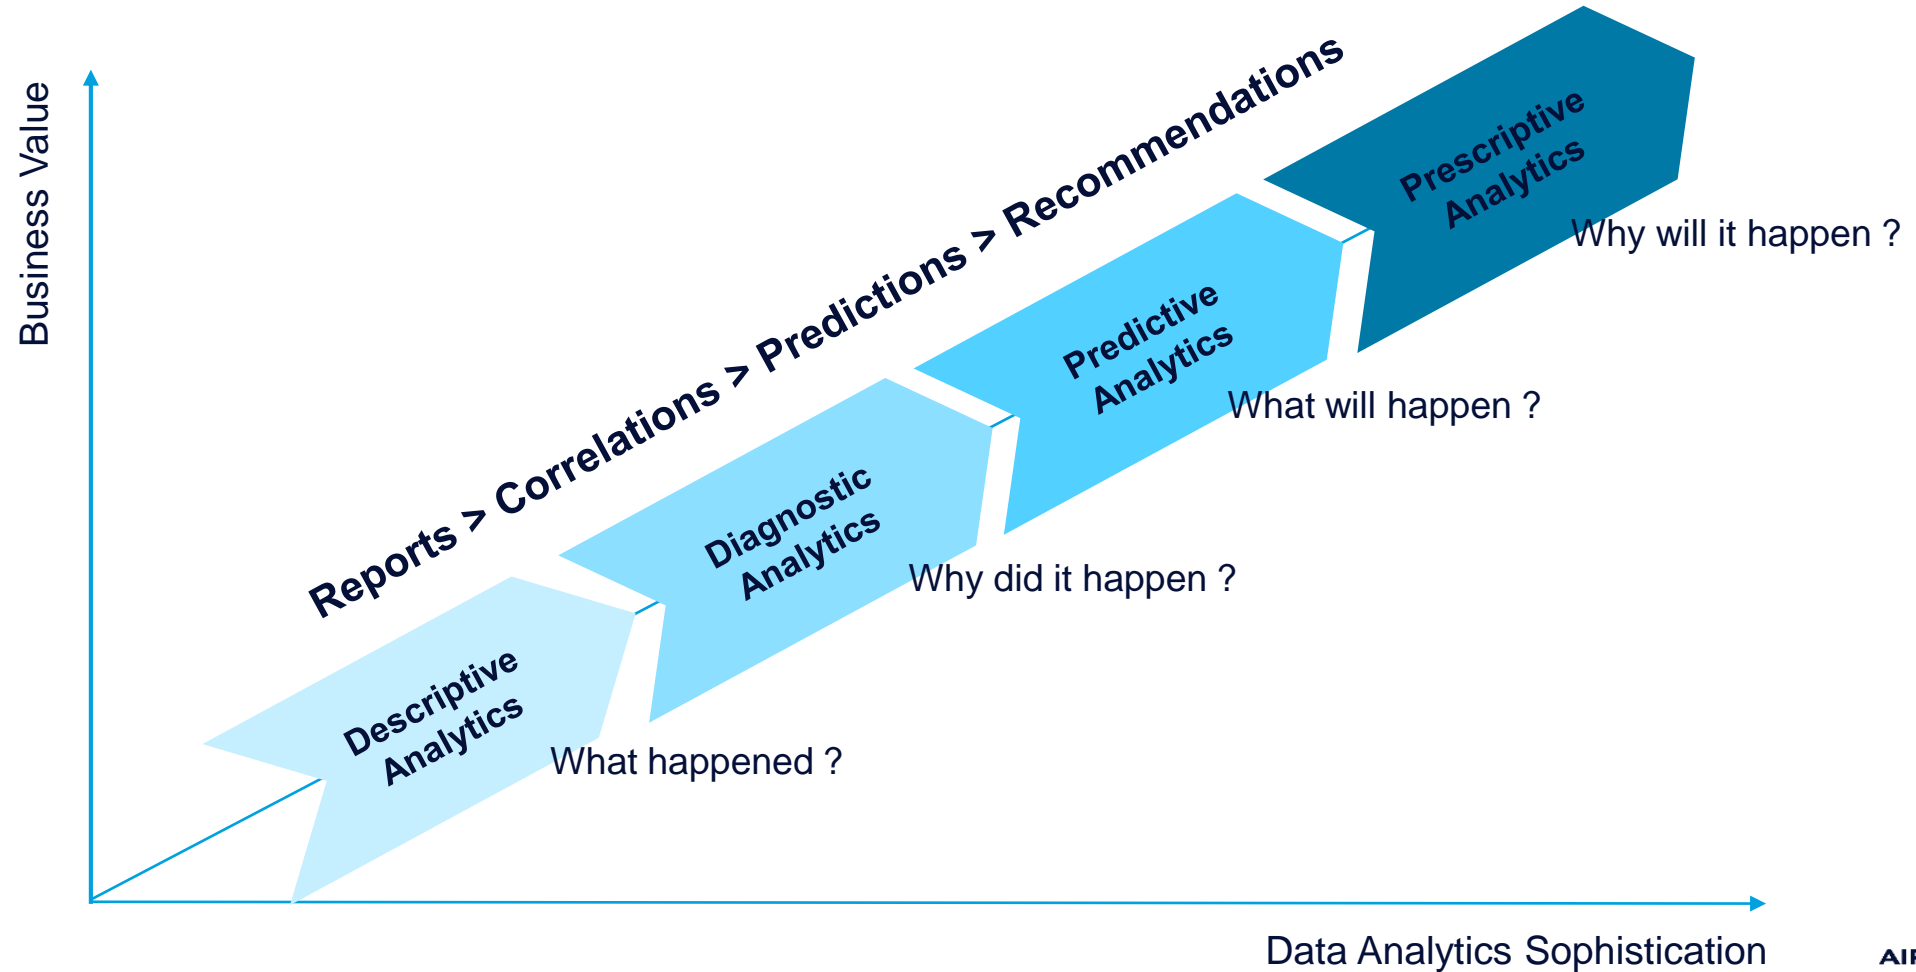 Business Value
Reports > Correlations > Predictions > Recommendations
Prescriptive
Analytics
Why will it happen ?
Predictive
Analytics
What will happen ?
Diagnostic
Analytics
Why did it happen ?
Descriptive
Analytics
What happened ?
Data Analytics Sophistication